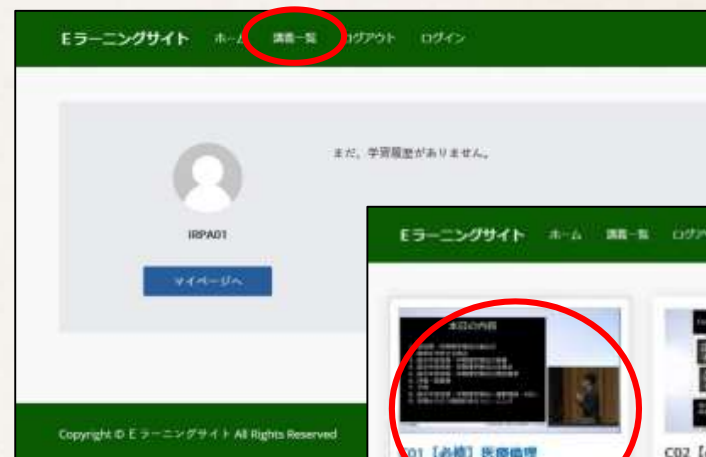 Eラーニングサイト ホーム 講義一覧 ログアウト ログイン
まだ、学習履歴がありません。
IRPA01
マイページへ
Copyright © Eラーニングサイト All Rights Reserved
Eラーニングサイト ホーム 講義一覧 ログア
本日の内容
C01【必修】医療倫理
C02【